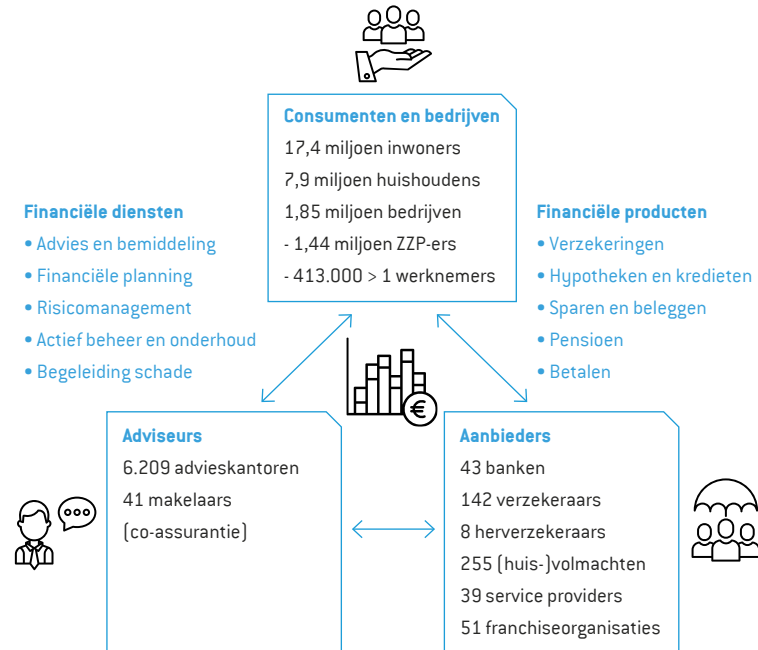 Consumenten en bedrijven
17,4 miljoen inwoners
7,9 miljoen huishoudens
1,85 miljoen bedrijven
- 1,44 miljoen ZZP-ers
- 413.000 > 1 werknemers
Financiële diensten
• Advies en bemiddeling
• Financiële planning
• Risicomanagement
• Actief beheer en onderhoud
• Begeleiding schade
Financiële producten
• Verzekeringen
• Hypotheken en kredieten
• Sparen en beleggen
• Pensioen
• Betalen
€
Adviseurs
6.209 advieskantoren
41 makelaars
(co-assurantie)
Aanbieders
43 banken
142 verzekeraars
8 herverzekeraars
255 (huis-)volmachten
39 service providers
51 franchiseorganisaties